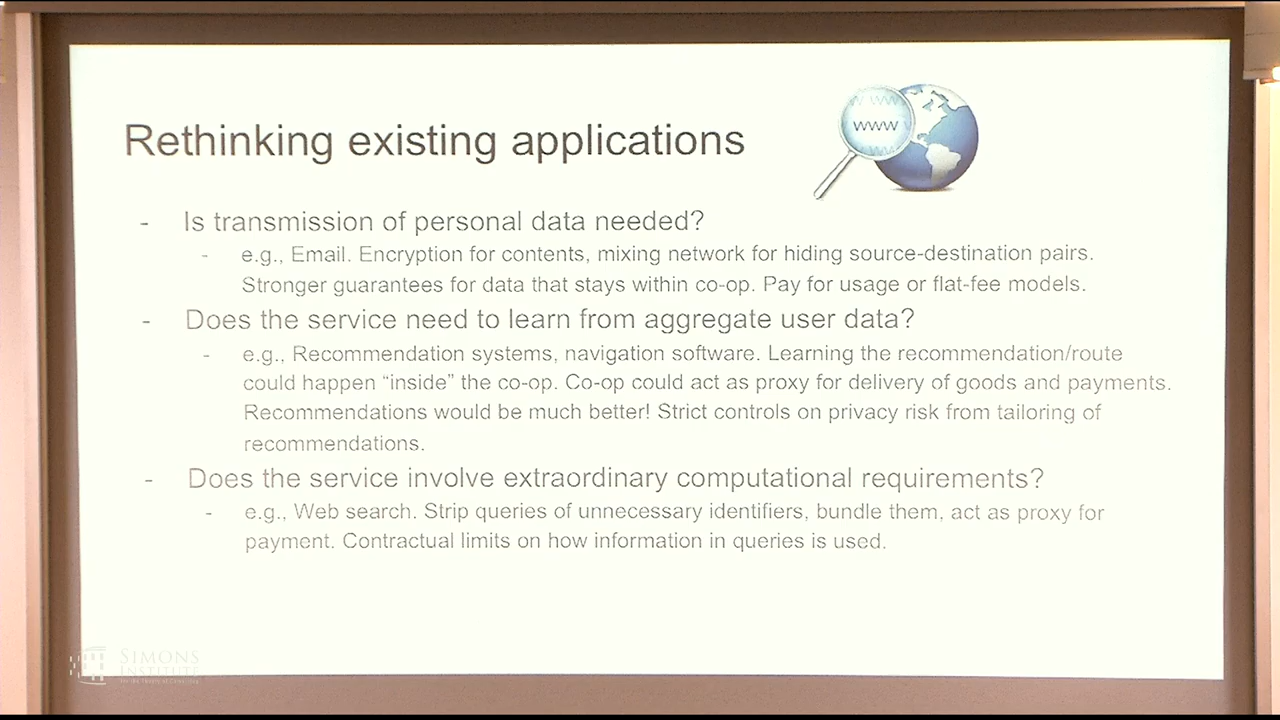 Rethinking existing applications
www
- Is transmission of personal data needed?
- e.g., Email. Encryption for contents, mixing network for hiding source-destination pairs.
Stronger guarantees for data that stays within co-op. Pay for usage or flat-fee models.
- Does the service need to learn from aggregate user data?
- e.g., Recommendation systems, navigation software. Learning the recommendation/route
could happen “inside” the co-op. Co-op could act as proxy for delivery of goods and payments.
Recommendations would be much better! Strict controls on privacy risk from tailoring of
recommendations.
- Does the service involve extraordinary computational requirements?
- e.g., Web search. Strip queries of unnecessary identifiers, bundle them, act as proxy for
payment. Contractual limits on how information in queries is used.
SIMONS
INSTITUTE